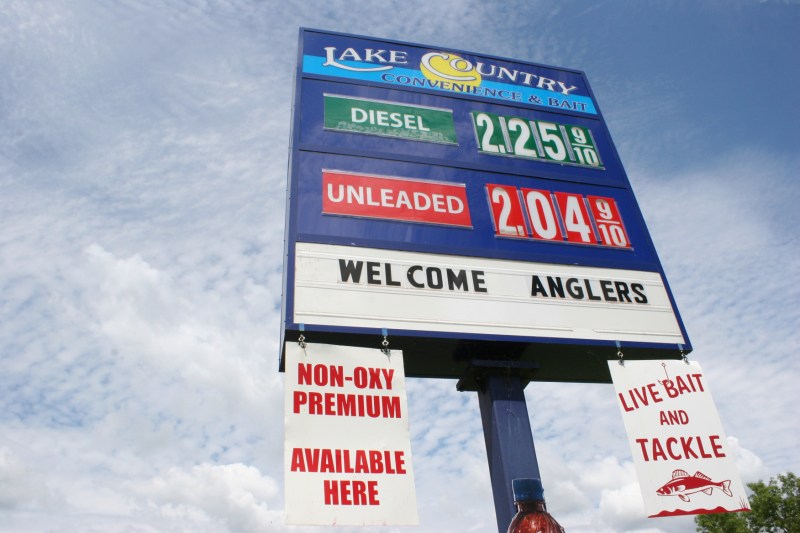 LAKE COUNTRY
CONVENIENCE & BAIT
DIESEL
2.25 9/10
UNLEADED
2.04 9/10
WELCOME ANGLERS
NON-OXY
PREMIUM
AVAILABLE
HERE
LIVE BAIT
AND
TACKLE